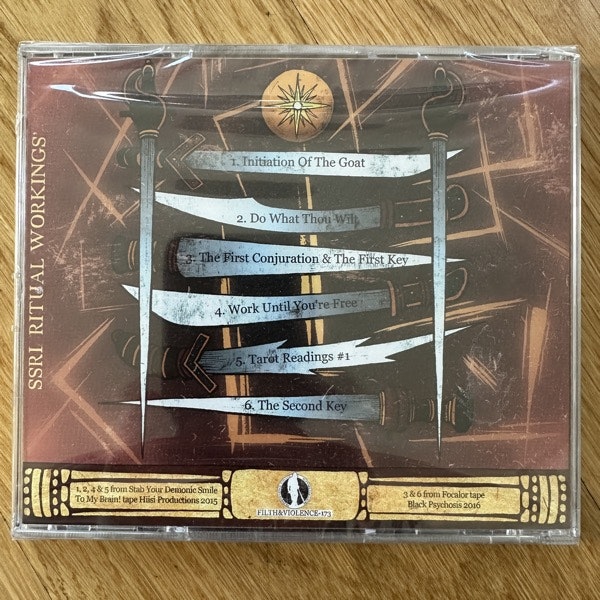 SSRI RITUAL WORKINGS'
1. Initiation Of The Goat
2. Do What Thou Wilt
3. The First Conjuration & The First Key
4. Work Until You're Free
5. Tarot Readings #1
6. The Second Key
1, 2, 4 & 5 from Stab Your Demonic Smile
To My Brain! tape Hiisi Productions 2015
FILTH&VIOLENCE-173
3 & 6 from Focalor tape
Black Psychosis 2016